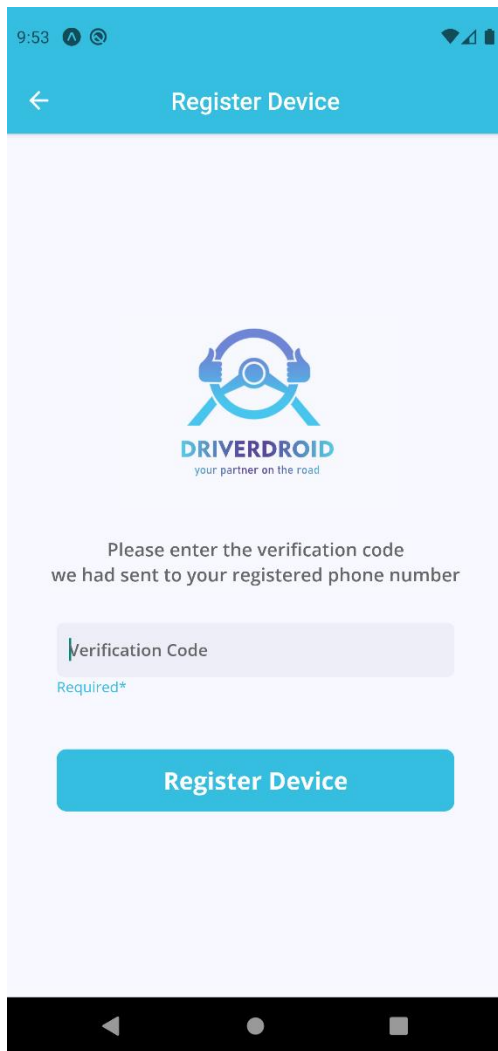 9:53
Register Device
DRIVERDROID
your partner on the road
Please enter the verification code
we had sent to your registered phone number
Verification Code
Required*
Register Device